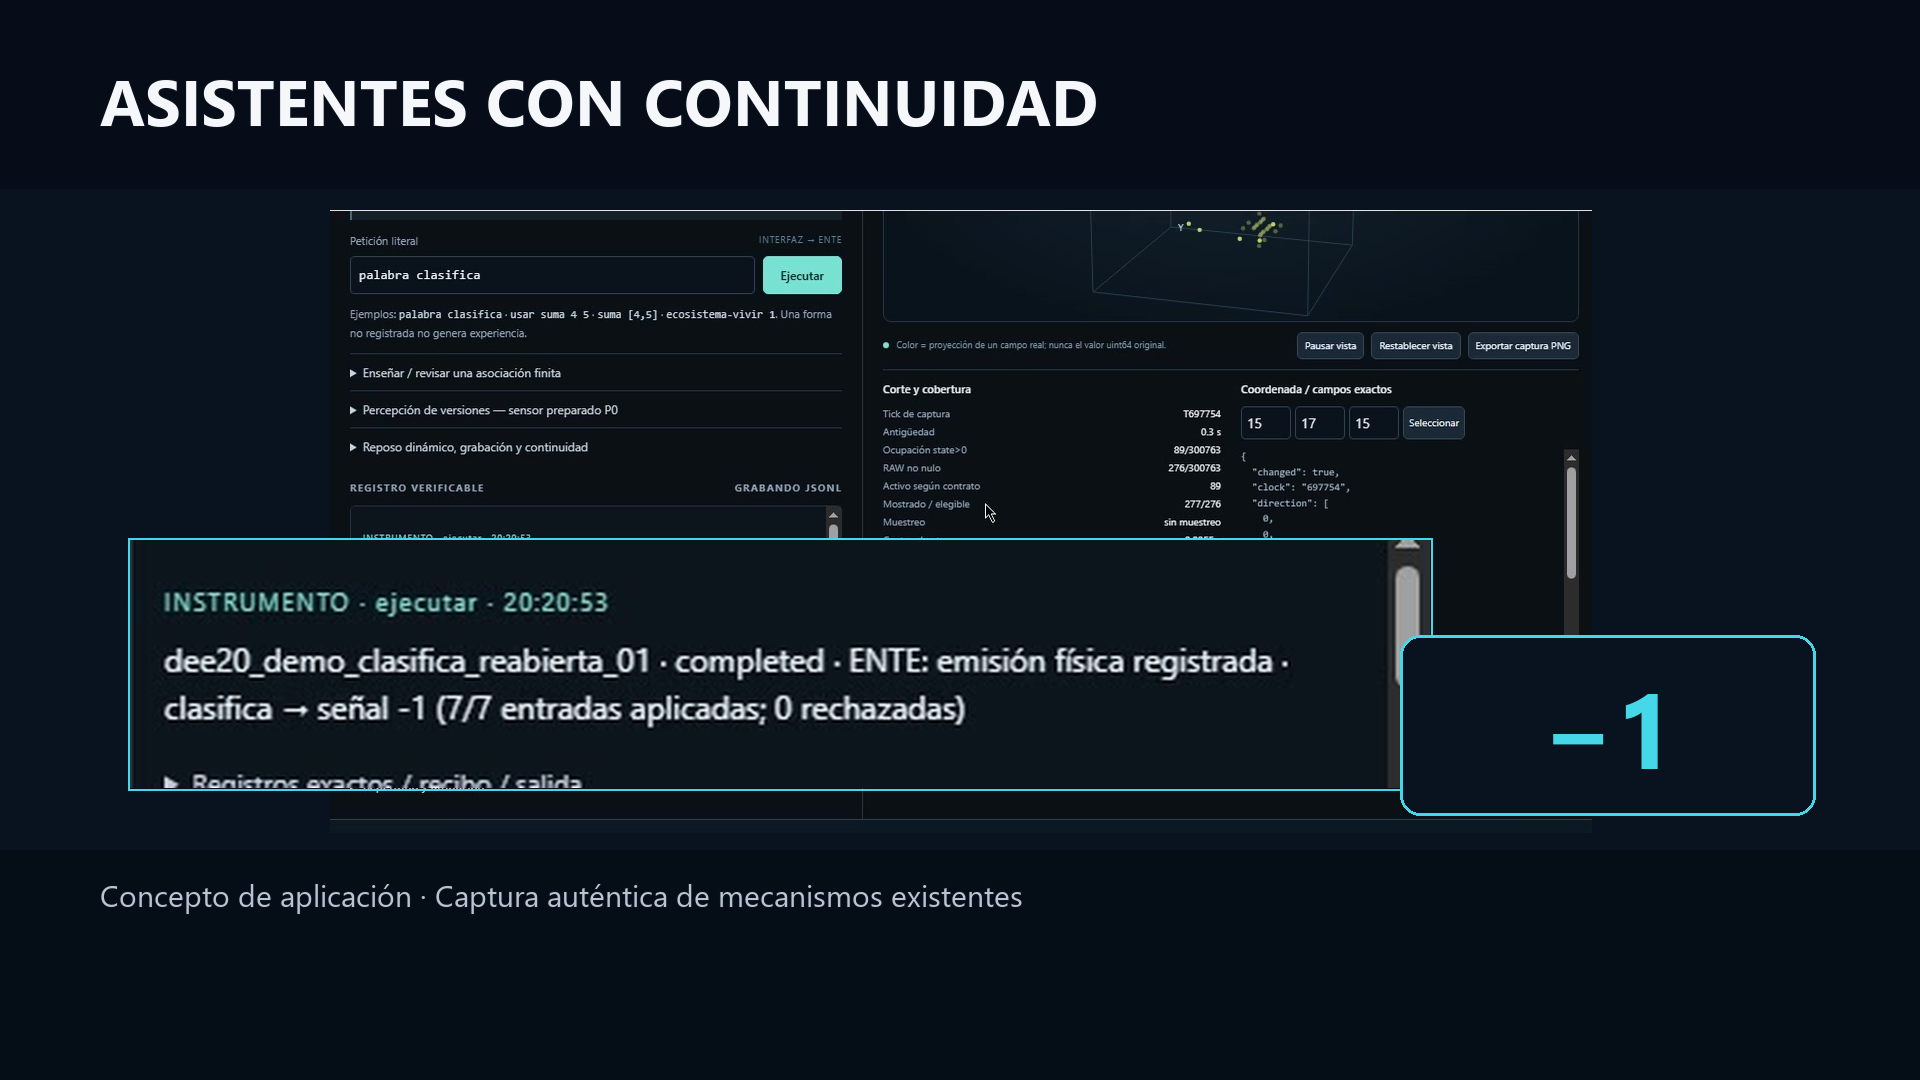 ASISTENTES CON CONTINUIDAD
Petición literal
INTERFAZ → ENTE
palabra clasifica
Ejecutar
Ejemplos: palabra clasifica · usar suma 4 5 · suma [4,5] · ecosistema-vivir 1. Una forma
no registrada no genera experiencia.
▶ Enseñar / revisar una asociación finita
▶ Percepción de versiones — sensor preparado P0
▶ Reposo dinámico, grabación y continuidad
REGISTRO VERIFICABLE
GRABANDO JSONL
Y
Color = proyección de un campo real; nunca el valor uint64 original.
Pausar vista
Restablecer vista
Exportar captura PNG
Corte y cobertura
Tick de captura T697754
Antigüedad 0.3 s
Ocupación state>0 89/300763
RAW no nulo 276/300763
Activo según contrato 89
Mostrado / elegible 277/276
Muestreo sin muestreo
Coordenada / campos exactos
15 17 15 Seleccionar
{
"changed": true,
"clock": "697754",
"direction": [
0,
0,
INSTRUMENTO · ejecutar · 20:20:53
dee20_demo_clasifica_reabierta_01 · completed · ENTE: emisión física registrada ·
clasifica → señal -1 (7/7 entradas aplicadas; 0 rechazadas)
▶ Registros exactos / recibo / salida
–1
Concepto de aplicación · Captura auténtica de mecanismos existentes